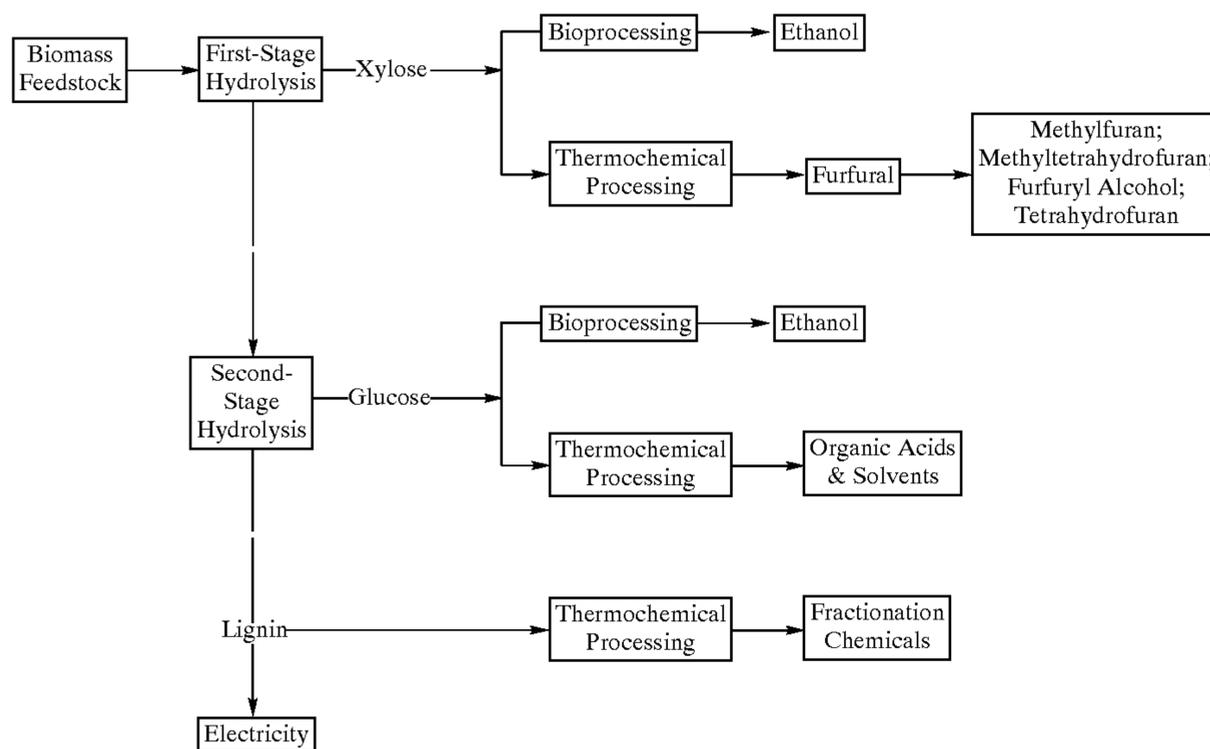 Biomass
Feedstock
First-Stage
Hydrolysis
Xylose
Bioprocessing
Ethanol
Thermochemical
Processing
Furfural
Methylfuran;
Methyltetrahydrofuran;
Furfuryl Alcohol;
Tetrahydrofuran
Second-
Stage
Hydrolysis
Glucose
Bioprocessing
Ethanol
Thermochemical
Processing
Organic Acids
& Solvents
Lignin
Thermochemical
Processing
Fractionation
Chemicals
Electricity